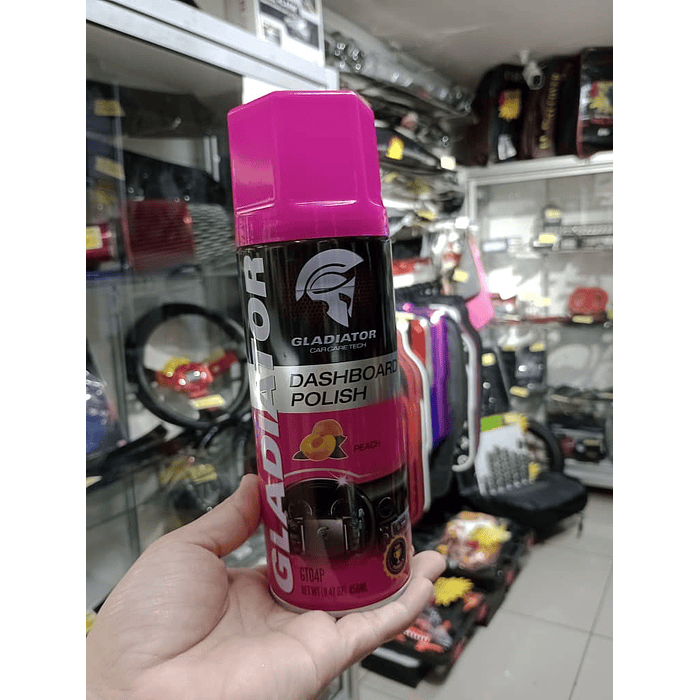 GLADIATOR
GLADIATOR
CAR CARE TECH
DASHBOARD
POLISH
PEACH
GT04P